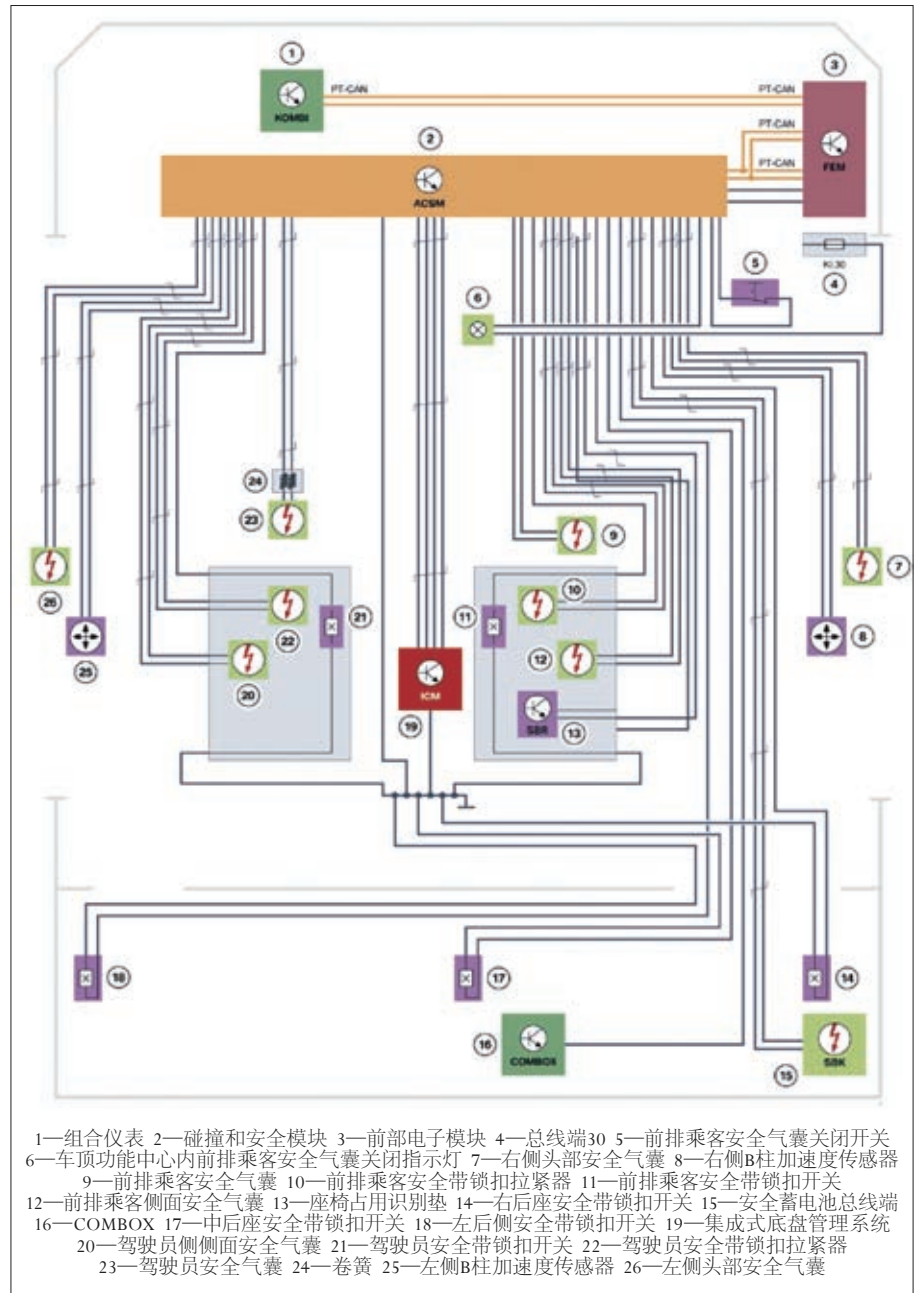 1
KOMBI
PT-CAN
PT-CAN
3
PT-CAN
PT-CAN
FEM
2
ACSM
Kl.30
4
5
6
7
8
9
10
11
12
SBR
13
14
SBK
15
COMBOX
16
17
18
ICM
19
20
21
22
23
24
25
26
1—组合仪表 2—碰撞和安全模块 3—前部电子模块 4—总线端30 5—前排乘客安全气囊关闭开关
6—车顶功能中心内前排乘客安全气囊关闭指示灯 7—右侧头部安全气囊 8—右侧B柱加速度传感器
9—前排乘客安全气囊 10—前排乘客安全带锁扣拉紧器 11—前排乘客安全带锁扣开关
12—前排乘客侧面安全气囊 13—座椅占用识别垫 14—右后座安全带锁扣开关 15—安全蓄电池总线端
16—COMBOX 17—中后座安全带锁扣开关 18—左后侧安全带锁扣开关 19—集成式底盘管理系统
20—驾驶员侧侧面安全气囊 21—驾驶员安全带锁扣开关 22—驾驶员安全带锁扣拉紧器
23—驾驶员安全气囊 24—卷簧 25—左侧B柱加速度传感器 26—左侧头部安全气囊